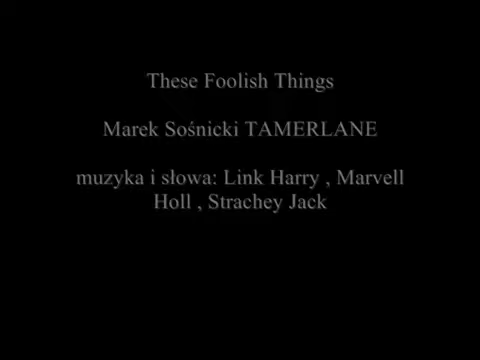 These Foolish Things
Marek Sośnicki TAMERLANE
muzyka i słowa: Link Harry , Marvell
Holl , Strachey Jack